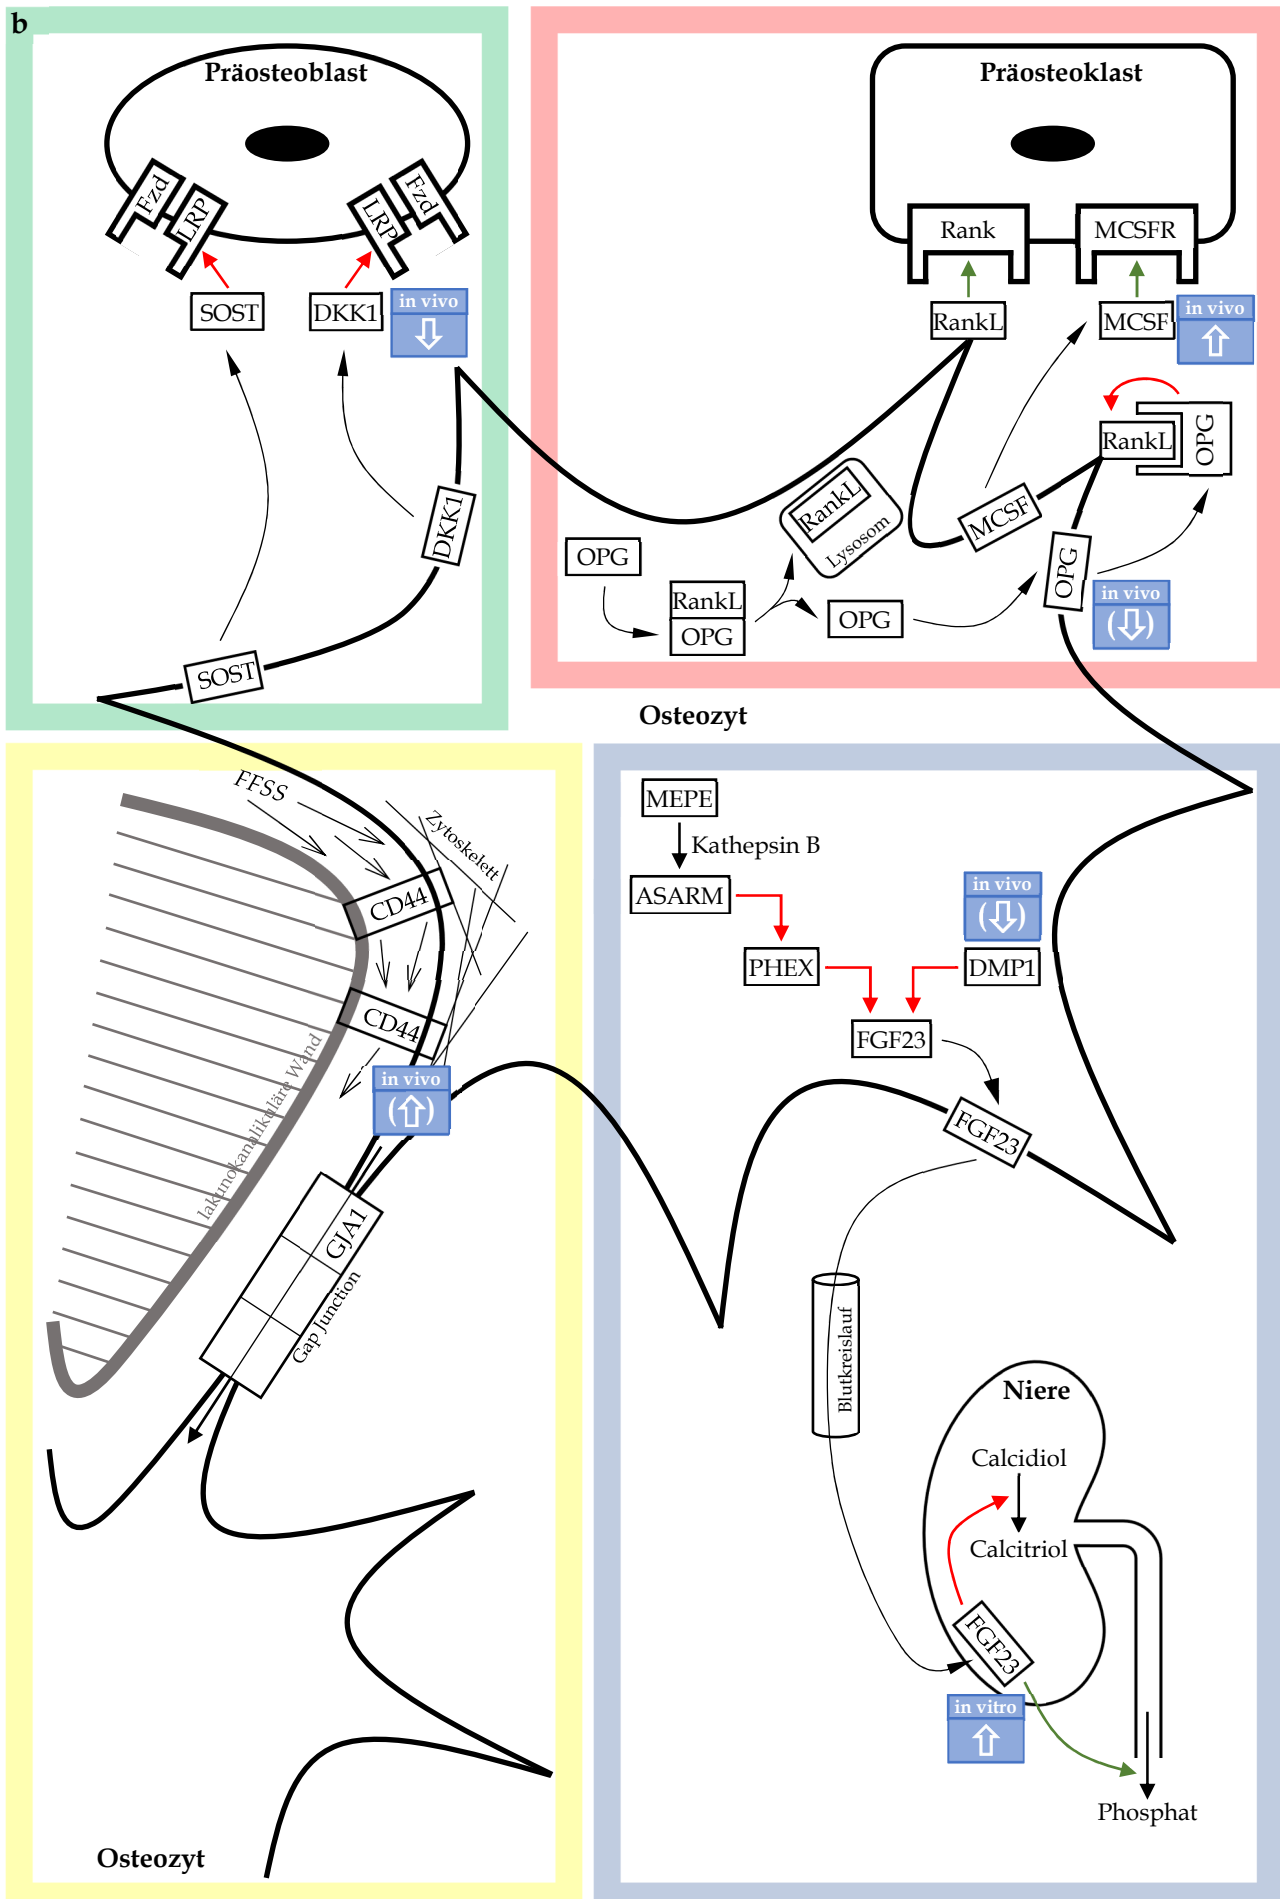 b
Präosteoblast
Fzd
LRP
LRP
Fzd
SOST
DKK1
in vivo
DKK1
SOST
Präosteoklast
Rank
MCSFR
RankL
MCSF
in vivo
RankL
OPG
MCSF
RankL
Lysosom
OPG
RankL
OPG
OPG
OPG
in vivo
(⇩)
Osteozyt
FFSS
Zytoskelett
CD44
CD44
lakunokanalikuläre Wand
in vivo
(⇧)
GJA1
Gap Junction
Osteozyt
MEPE
Kathepsin B
ASARM
in vivo
(⇩)
PHEX
DMP1
FGF23
FGF23
Blutkreislauf
Niere
Calcidiol
Calcitriol
FGF23
in vitro
Phosphat